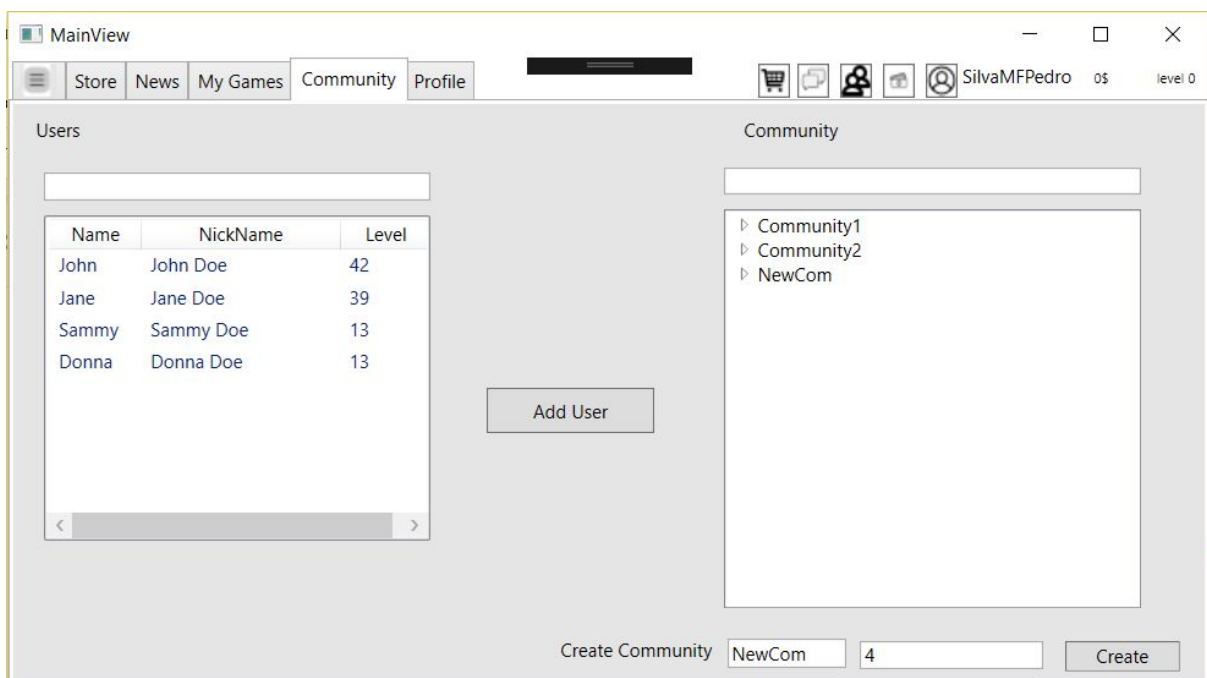 MainView
Store News My Games Community Profile SilvaMFPedro 0$ level 0
Users Community
Name NickName Level
John John Doe 42
Jane Jane Doe 39
Sammy Sammy Doe 13
Donna Donna Doe 13
Community1
Community2
NewCom
Add User
Create Community NewCom 4 Create